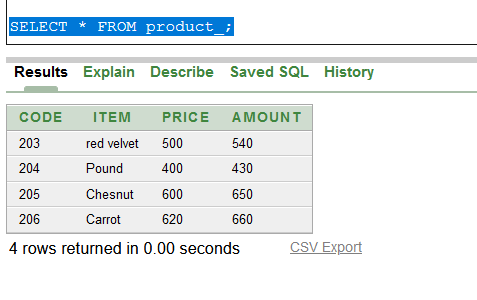 SELECT * FROM product_;
Results Explain Describe Saved SQL History
CODE ITEM PRICE AMOUNT
203 red velvet 500 540
204 Pound 400 430
205 Chesnut 600 650
206 Carrot 620 660
4 rows returned in 0.00 seconds CSV Export